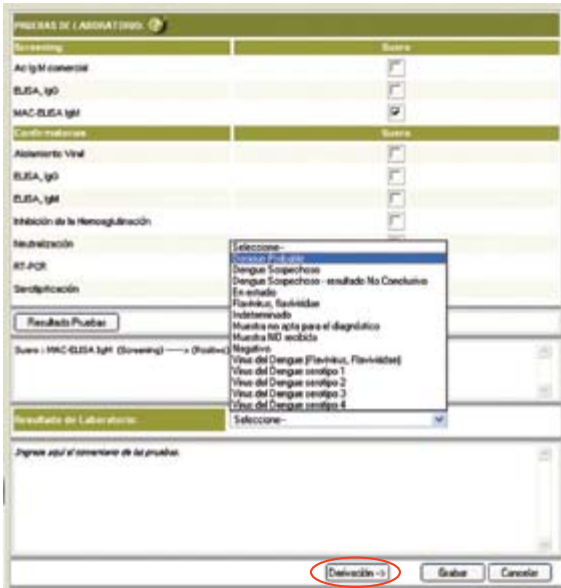 PRUEBAS DE LABORATORIO:
Screening Suero
Ac IgM comercial
ELISA, IgG
MAC-ELISA IgM
Confirmatorias Suero
Aislamiento Viral
ELISA, IgG
ELISA, IgM
Inhibición de la Hemoaglutinación
Neutralización
RT-PCR
Serotipificación
Seleccione--
Dengue Probable
Dengue Sospechoso
Dengue Sospechoso - resultado No Conclusivo
En estudio
Flavivirus, flaviviridae
Indeterminado
Muestra no apta para el diagnóstico
Muestra NO recibida
Negativo
Virus del Dengue (Flavivirus, Flaviviridae)
Virus del Dengue serotipo 1
Virus del Dengue serotipo 2
Virus del Dengue serotipo 3
Virus del Dengue serotipo 4
Resultado Pruebas
Suero : MAC-ELISA IgM (Screening) ----> (Positivo)
Resultado de Laboratorio: Seleccione--
Ingrese aquí el comentario de las pruebas.
Derivación -> Grabar Cancelar